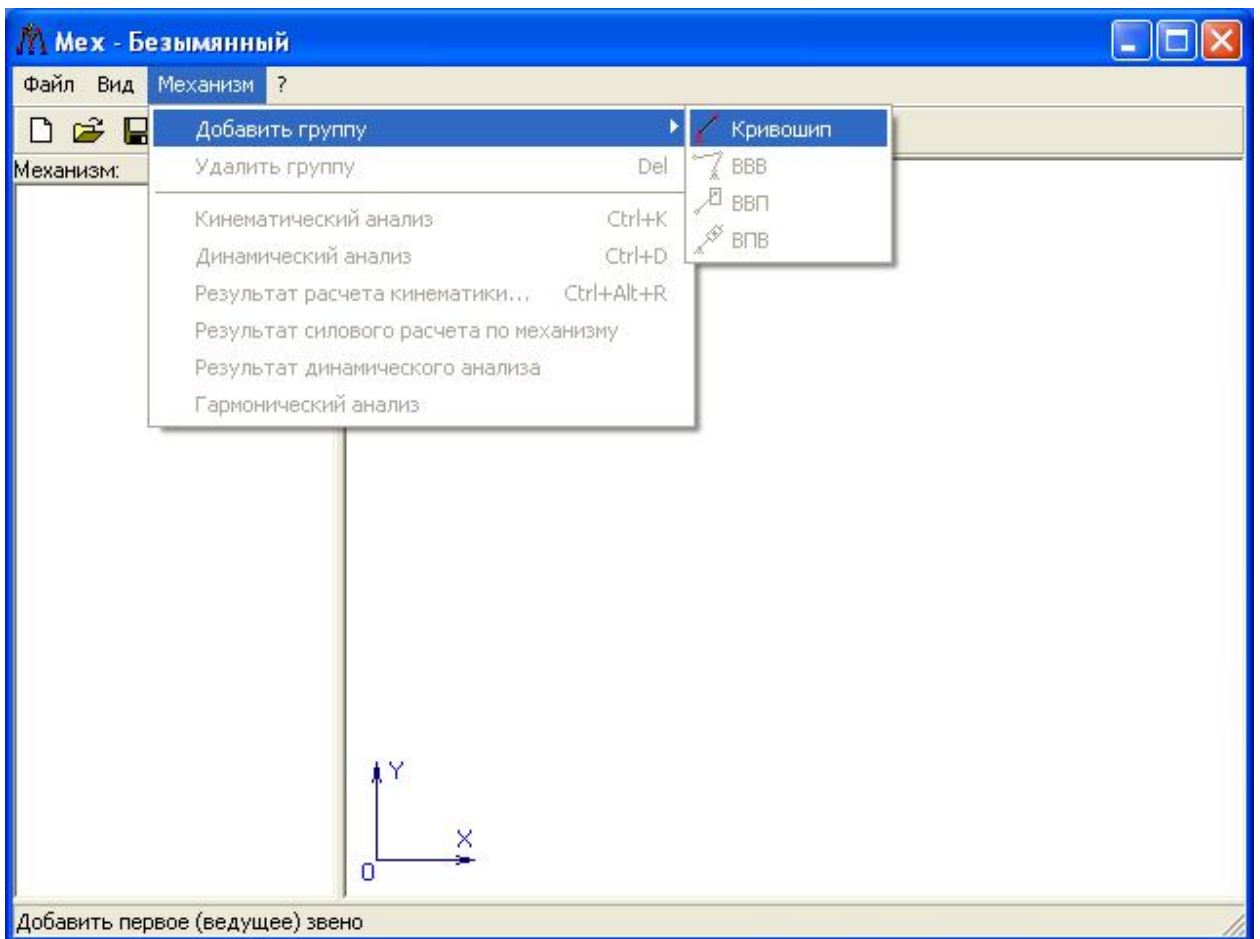 Мех - Безымянный
Файл Вид Механизм ?
Добавить группу Кривошип
Механизм:
Удалить группу Del ВВВ
ВВП
Кинематический анализ Ctrl+K
ВПВ
Динамический анализ Ctrl+D
Результат расчета кинематики... Ctrl+Alt+R
Результат силового расчета по механизму
Результат динамического анализа
Гармонический анализ
Y
X
0
Добавить первое (ведущее) звено